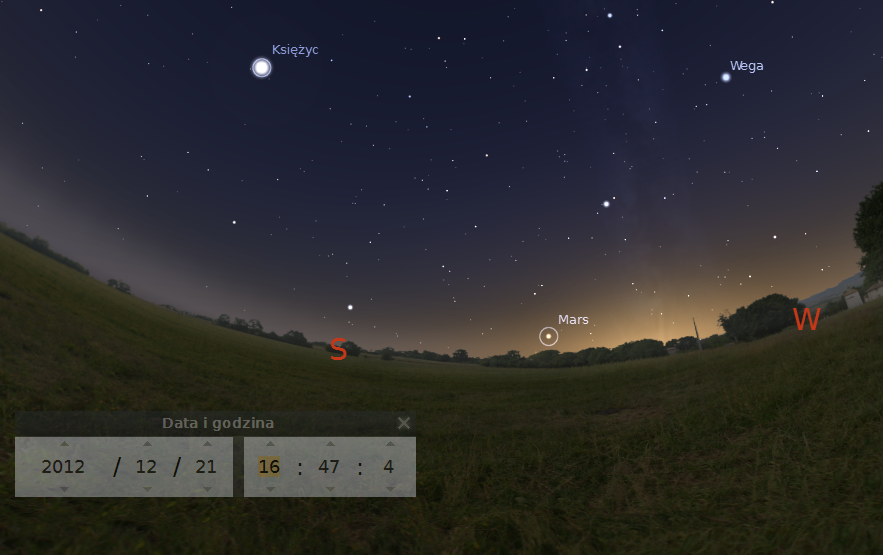 Księżyc
Wega
Mars
S
W
Data i godzina
2012 / 12 / 21 16 : 47 : 4